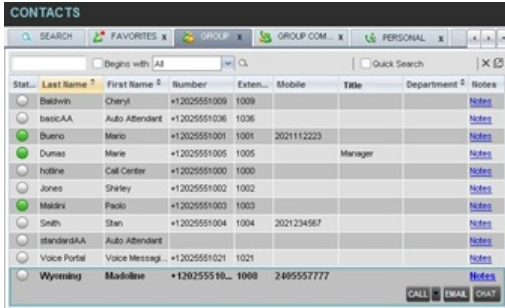 CONTACTS
SEARCH FAVORITES x GROUP x GROUP COM... x PERSONAL x
Begins with All Quick Search
Stat... Last Name First Name Number Exten... Mobile Title Department Notes
Baldwin Cheryl +12025551009 1009 Notes
basicAA Auto Attendant +12025551036 1036 Notes
Bueno Mario +12025551001 1001 2021112223 Notes
Dumas Marie +12025551005 1005 Manager Notes
hotline Call Center +12025551000 1000 Notes
Jones Shirley +12025551002 1002 Notes
Maldini Paolo +12025551003 1003 Notes
Smith Stan +12025551004 1004 2021234567 Notes
standardAA Auto Attendant Notes
Voice Portal Voice Messagi... +12025551021 1021 Notes
Wyoming Madoline +120255510... 1008 2405557777 Notes
CALL EMAIL CHAT